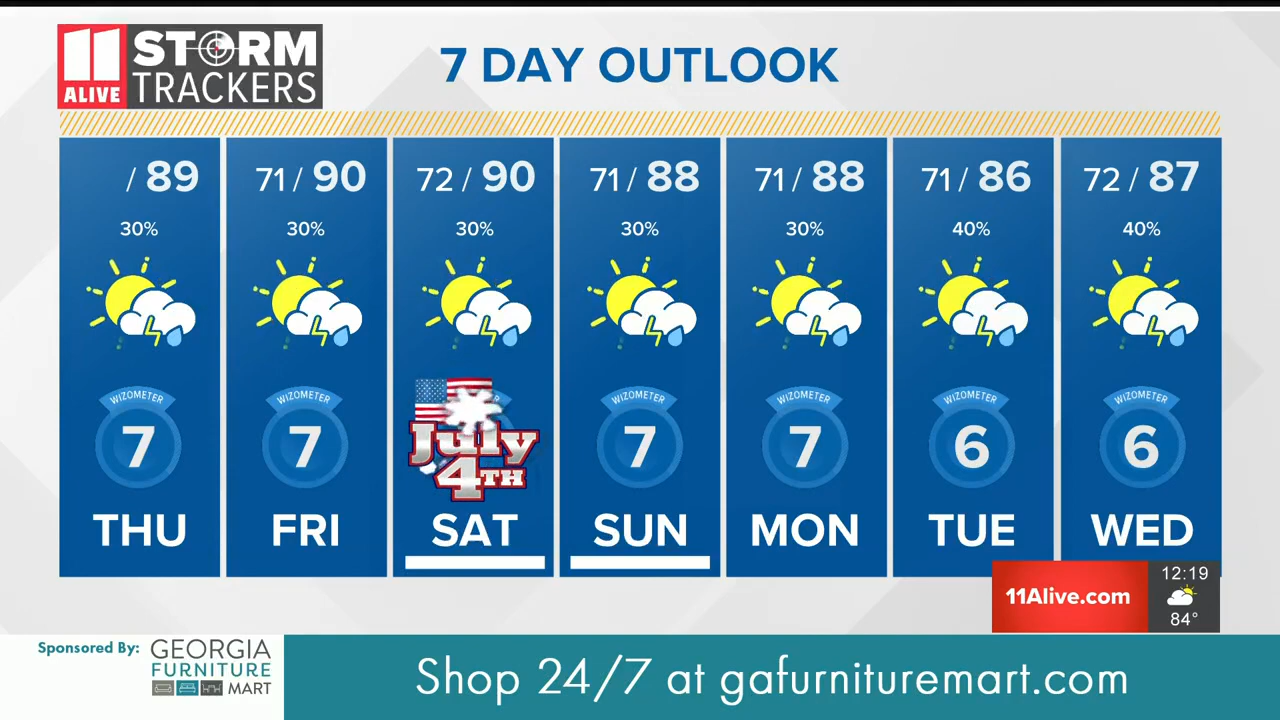 11 ALIVE
STORM
TRACKERS
7 DAY OUTLOOK
/ 89
71 / 90
72 / 90
71 / 88
71 / 88
71 / 86
72 / 87
30%
30%
30%
30%
30%
40%
40%
WIZOMETER
WIZOMETER
WIZOMETER
WIZOMETER
WIZOMETER
WIZOMETER
7
7
July
4TH
7
7
6
6
THU
FRI
SAT
SUN
MON
TUE
WED
11Alive.com
12:19
84°
Sponsored By:
GEORGIA
FURNITURE
MART
Shop 24/7 at gafurnituremart.com